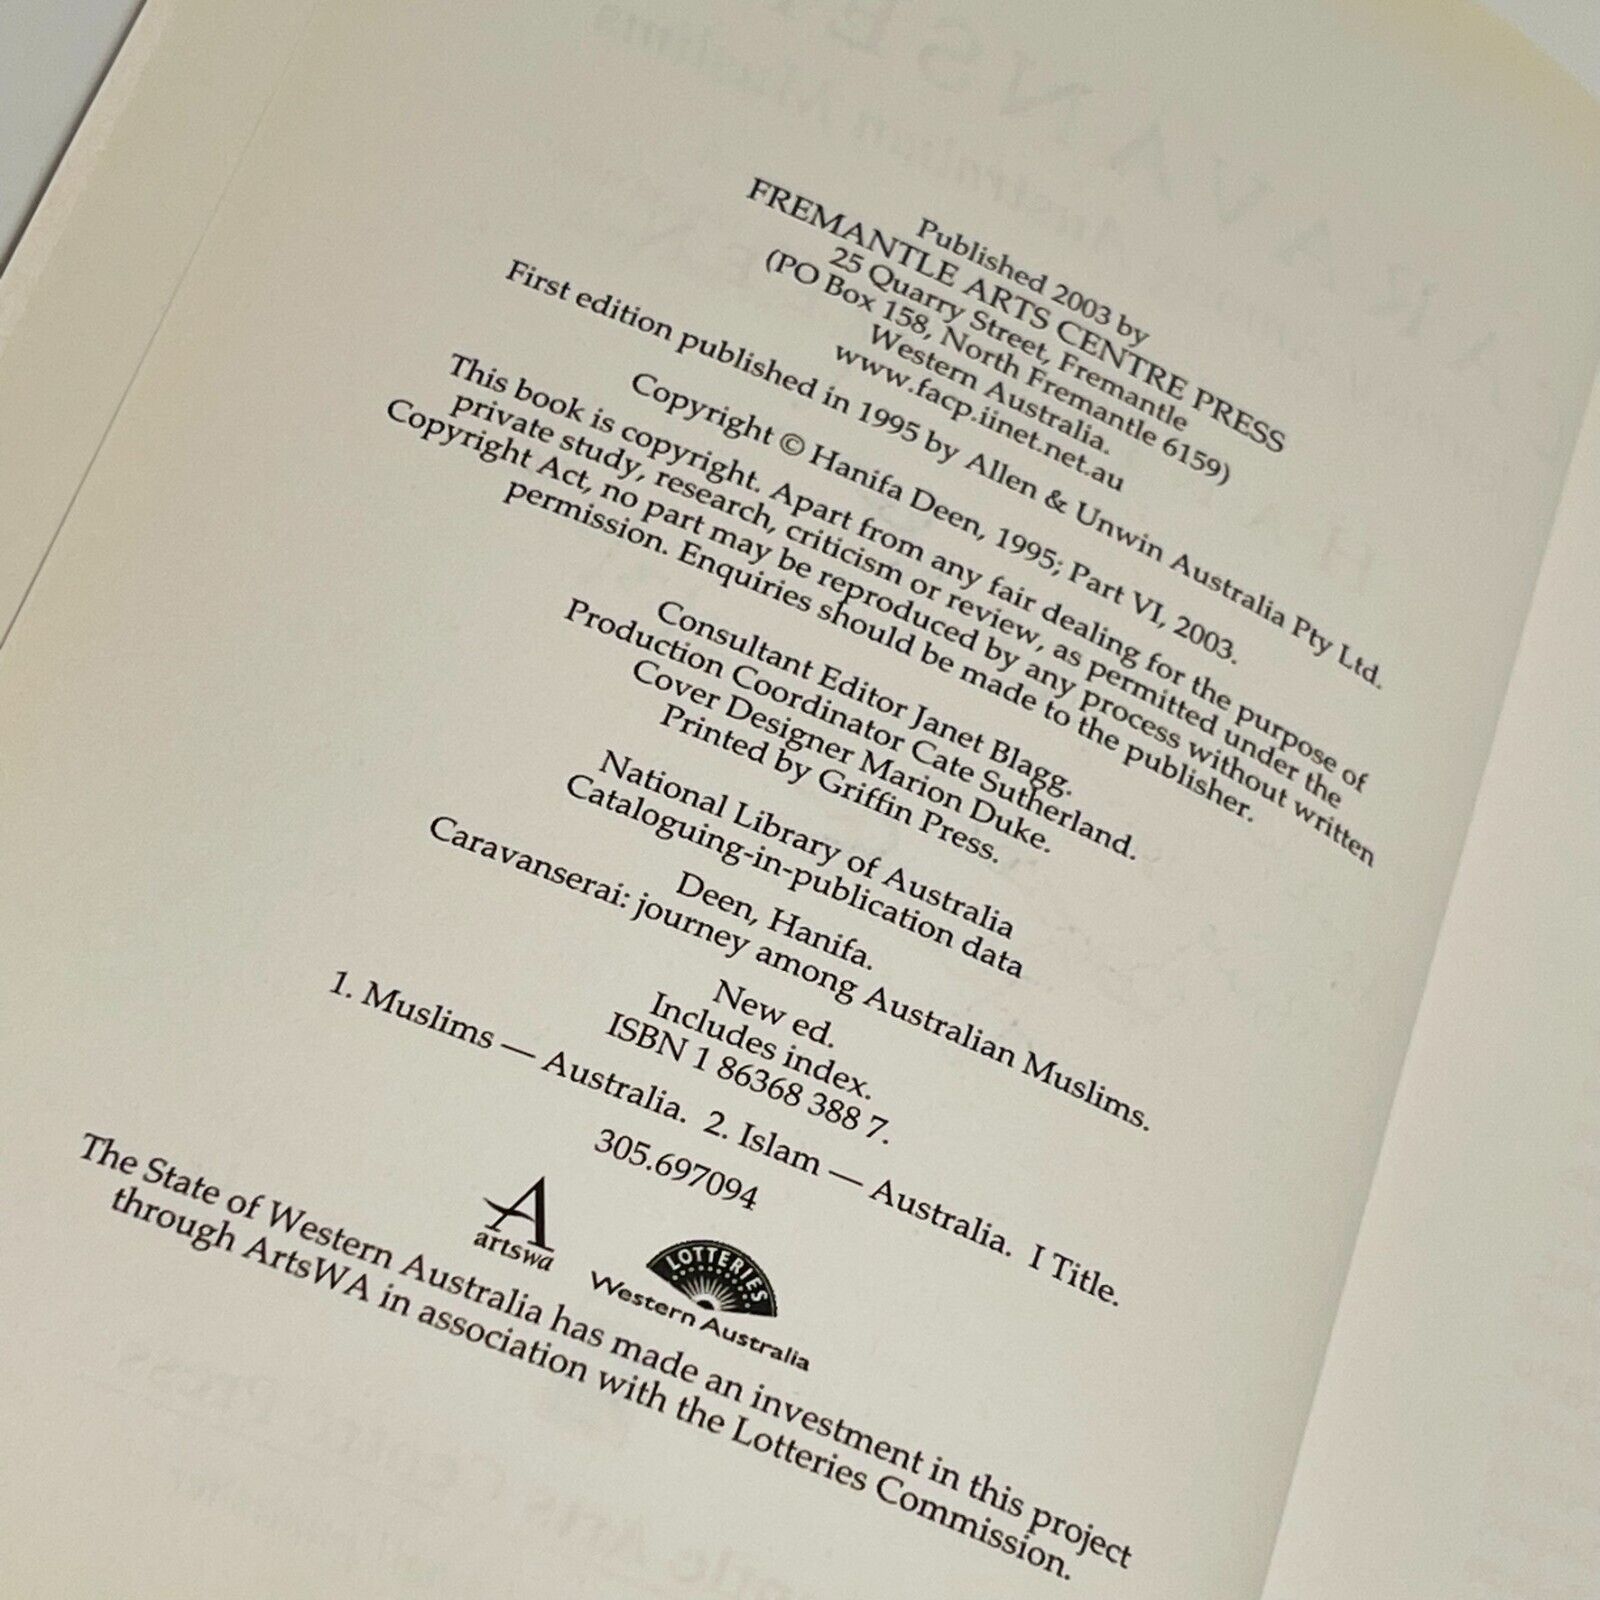 Published 2003 by
FREMANTLE ARTS CENTRE PRESS
25 Quarry Street, Fremantle
(PO Box 158, North Fremantle 6159)
Western Australia.
www.facp.iinet.net.au
First edition published in 1995 by Allen & Unwin Australia Pty Ltd.
Copyright © Hanifa Deen, 1995; Part VI, 2003.
This book is copyright. Apart from any fair dealing for the purpose of
private study, research, criticism or review, as permitted under the
Copyright Act, no part may be reproduced by any process without written
permission. Enquiries should be made to the publisher.
Consultant Editor Janet Blagg.
Production Coordinator Cate Sutherland.
Cover Designer Marion Duke.
Printed by Griffin Press.
National Library of Australia
Cataloguing-in-publication data
Deen, Hanifa.
Caravanserai: journey among Australian Muslims.
New ed.
Includes index.
ISBN 1 86368 388 7.
1. Muslims — Australia. 2. Islam — Australia. I Title.
305.697094
A
artswa
LOTTERIES
Western Australia
The State of Western Australia has made an investment in this project
through ArtsWA in association with the Lotteries Commission.